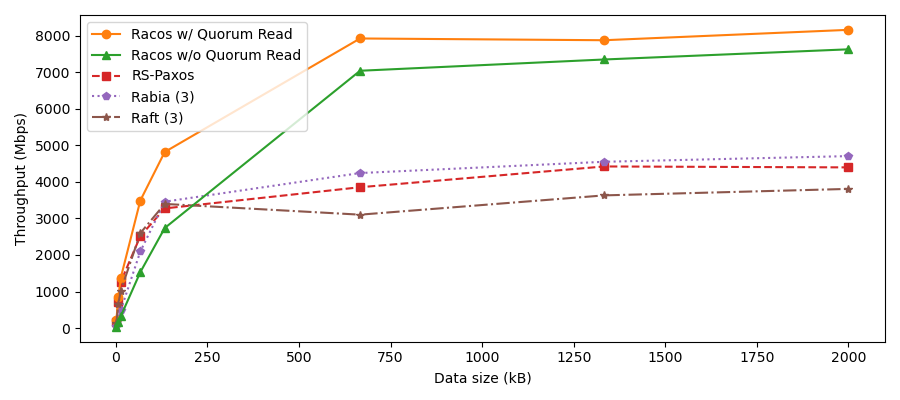 Racos w/ Quorum Read
Racos w/o Quorum Read
RS-Paxos
Rabia (3)
Raft (3)
Throughput (Mbps)
8000
7000
6000
5000
4000
3000
2000
1000
0
0 250 500 750 1000 1250 1500 1750 2000
Data size (kB)